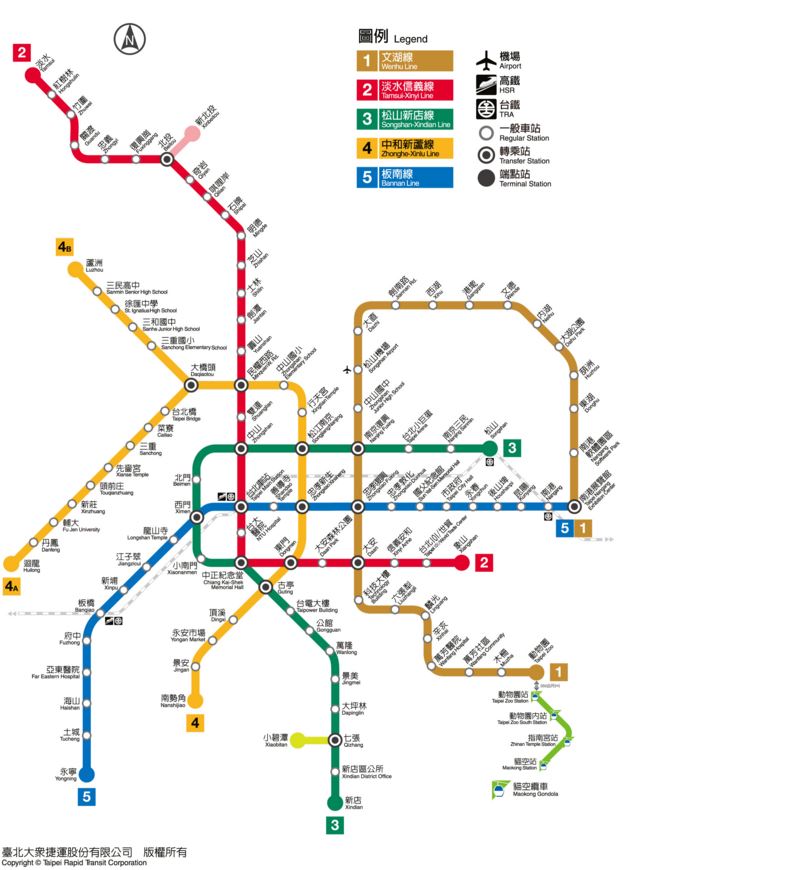 圖例 Legend
1 文湖線
Wenhu Line
2 淡水信義線
Tamsui-Xinyi Line
3 松山新店線
Songshan-Xindian Line
4 中和新蘆線
Zhonghe-Xinlu Line
5 板南線
Bannan Line
機場
Airport
高鐵
HSR
台鐵
TRA
一般車站
Regular Station
轉乘站
Transfer Station
端點站
Terminal Station
N
2
淡水
Tamsui
紅樹林
Hongshulin
竹圍
Zhuwei
關渡
Guandu
忠義
Zhongyi
復興崗
Fuxinggang
北投
Beitou
新北投
Xinbeitou
奇岩
Qiyan
唭哩岸
Qilian
石牌
Shipai
明德
Mingde
芝山
Zhishan
士林
Shilin
劍潭
Jiantan
圓山
Yuanshan
民權西路
Minquan W. Rd.
雙連
Shuanglian
中山
Zhongshan
台北車站
Taipei Main Station
台大醫院
NTU Hospital
中正紀念堂
Chiang Kai-Shek
Memorial Hall
東門
Dongmen
大安森林公園
Daan Park
大安
Daan
信義安和
Xinyi Anhe
台北101/世貿
Taipei 101/World Trade Center
象山
Xiangshan
2
4B
蘆洲
Luzhou
三民高中
Sanmin Senior High School
徐匯中學
St. Ignatius High School
三和國中
Sanhe Junior High School
三重國小
Sanchong Elementary School
大橋頭
Daqiaotou
台北橋
Taipei Bridge
菜寮
Cailiao
三重
Sanchong
先嗇宮
Xianse Temple
頭前庄
Touqianzhuang
新莊
Xinzhuang
輔大
Fu Jen University
丹鳳
Danfeng
迴龍
Huilong
4A
中山國小
Zhongshan
Elementary School
行天宮
Xingtian Temple
松江南京
Songjiang Nanjing
忠孝新生
Zhongxiao Xinsheng
古亭
Guting
頂溪
Dingxi
永安市場
Yongan Market
景安
Jingan
南勢角
Nanshijiao
4
松山
Songshan
3
南京三民
Nanjing Sanmin
台北小巨蛋
Taipei Arena
南京復興
Nanjing Fuxing
北門
Beimen
西門
Ximen
小南門
Xiaonanmen
台電大樓
Taipower Building
公館
Gongguan
萬隆
Wanlong
景美
Jingmei
大坪林
Dapinglin
小碧潭
Xiaobitan
七張
Qizhang
新店區公所
Xindian District Office
新店
Xindian
3
善導寺
Shandao
Temple
忠孝復興
Zhongxiao Fuxing
忠孝敦化
Zhongxiao Dunhua
國父紀念館
Sun Yat-Sen Memorial Hall
市政府
Taipei City Hall
永春
Yongchun
後山埤
Houshanpi
昆陽
Kunyang
南港
Nangang
南港展覽館
Taipei
Nangang
Exhibition
Center
5 1
龍山寺
Longshan Temple
江子翠
Jiangzicui
新埔
Xinpu
板橋
Banqiao
府中
Fuzhong
亞東醫院
Far Eastern Hospital
海山
Haishan
土城
Tucheng
永寧
Yongning
5
中山國中
Zhongshan
Junior High School
松山機場
Songshan Airport
大直
Dazhi
劍南路
Jiannan Rd.
西湖
Xihu
港墘
Gangqian
文德
Wende
內湖
Neihu
大湖公園
Dahu Park
葫洲
Huzhou
東湖
Donghu
南港
軟體園區
Nangang
Software Park
科技大樓
Technology
Building
六張犁
Liuzhangli
麟光
Linguang
辛亥
Xinhai
萬芳醫院
Wanfang Hospital
萬芳社區
Wanfang Community
木柵
Muzha
動物園
Taipei Zoo
1
動物園站
Taipei Zoo Station
動物園內站
Taipei Zoo South Station
指南宮站
Zhinan Temple Station
貓空站
Maokong Station
貓空纜車
Maokong Gondola
臺北大眾捷運股份有限公司 版權所有
Copyright © Taipei Rapid Transit Corporation